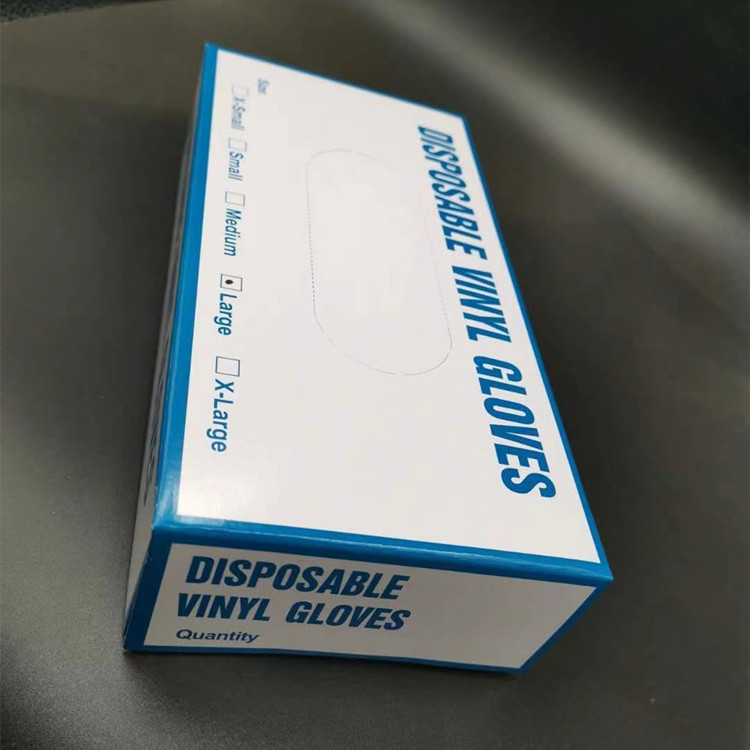 DISPOSABLE VINYL GLOVES
Size:
X-Small Small Medium Large X-Large
DISPOSABLE
VINYL GLOVES
Quantity